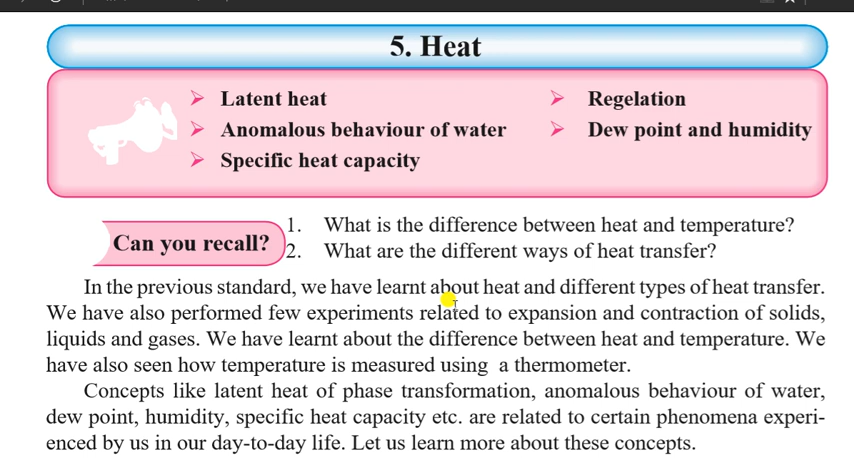 5. Heat
Latent heat
Anomalous behaviour of water
Specific heat capacity
Regelation
Dew point and humidity
Can you recall?
1. What is the difference between heat and temperature?
2. What are the different ways of heat transfer?
In the previous standard, we have learnt about heat and different types of heat transfer.
We have also performed few experiments related to expansion and contraction of solids,
liquids and gases. We have learnt about the difference between heat and temperature. We
have also seen how temperature is measured using a thermometer.
Concepts like latent heat of phase transformation, anomalous behaviour of water,
dew point, humidity, specific heat capacity etc. are related to certain phenomena experi-
enced by us in our day-to-day life. Let us learn more about these concepts.